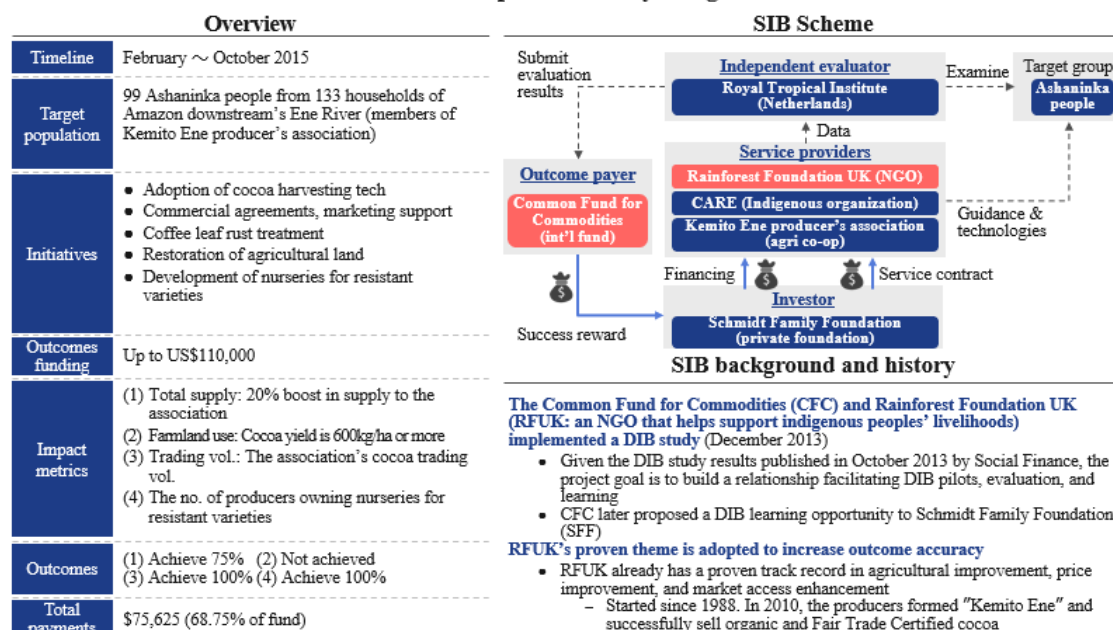 Overview
Timeline
February ～ October 2015
Target
population
99 Ashaninka people from 133 households of
Amazon downstream's Ene River (members of
Kemito Ene producer's association)
Initiatives
● Adoption of cocoa harvesting tech
● Commercial agreements, marketing support
● Coffee leaf rust treatment
● Restoration of agricultural land
● Development of nurseries for resistant
varieties
Outcomes
funding
Up to US$110,000
Impact
metrics
(1) Total supply: 20% boost in supply to the
association
(2) Farmland use: Cocoa yield is 600kg/ha or more
(3) Trading vol.: The association's cocoa trading
vol.
(4) The no. of producers owning nurseries for
resistant varieties
Outcomes
(1) Achieve 75% (2) Not achieved
(3) Achieve 100% (4) Achieve 100%
Total
payments
$75,625 (68.75% of fund)
SIB Scheme
Submit
evaluation
results
Independent evaluator
Royal Tropical Institute
(Netherlands)
Examine
Target group
Ashaninka
people
Data
Outcome payer
Common Fund for
Commodities
(int'l fund)
Service providers
Rainforest Foundation UK (NGO)
CARE (Indigenous organization)
Kemito Ene producer's association
(agri co-op)
Guidance &
technologies
Financing
Service contract
Success reward
Investor
Schmidt Family Foundation
(private foundation)
SIB background and history
The Common Fund for Commodities (CFC) and Rainforest Foundation UK
(RFUK: an NGO that helps support indigenous peoples' livelihoods)
implemented a DIB study (December 2013)
● Given the DIB study results published in October 2013 by Social Finance, the
project goal is to build a relationship facilitating DIB pilots, evaluation, and
learning
● CFC later proposed a DIB learning opportunity to Schmidt Family Foundation
(SFF)
RFUK's proven theme is adopted to increase outcome accuracy
● RFUK already has a proven track record in agricultural improvement, price
improvement, and market access enhancement
– Started since 1988. In 2010, the producers formed "Kemito Ene" and
successfully sell organic and Fair Trade Certified cocoa